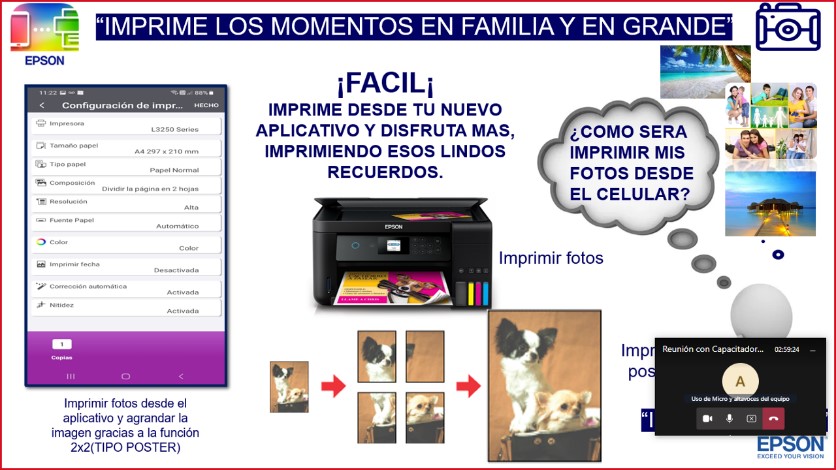 "IMPRIME LOS MOMENTOS EN FAMILIA Y EN GRANDE"
EPSON
11:22
88%
Configuración de impr...
HECHO
Impresora
L3250 Series
Tamaño papel
A4 297 x 210 mm
Tipo papel
Papel Normal
Composición
Dividir la página en 2 hojas
Resolución
Alta
Fuente Papel
Automático
Color
Color
Imprimir fecha
Desactivada
Corrección automática
Activada
Nitidez
Activada
1
Copias
Imprimir fotos desde el
aplicativo y agrandar la
imagen gracias a la función
2x2(TIPO POSTER)
¡FACIL¡
IMPRIME DESDE TU NUEVO
APLICATIVO Y DISFRUTA MAS,
IMPRIMIENDO ESOS LINDOS
RECUERDOS.
EPSON
Imprimir fotos
¿COMO SERA
IMPRIMIR MIS
FOTOS DESDE
EL CELULAR?
Reunión con Capacitador...
02:59:24
...
A
Uso de Micro y altavoces del equipo
EPSON
EXCEED YOUR VISION